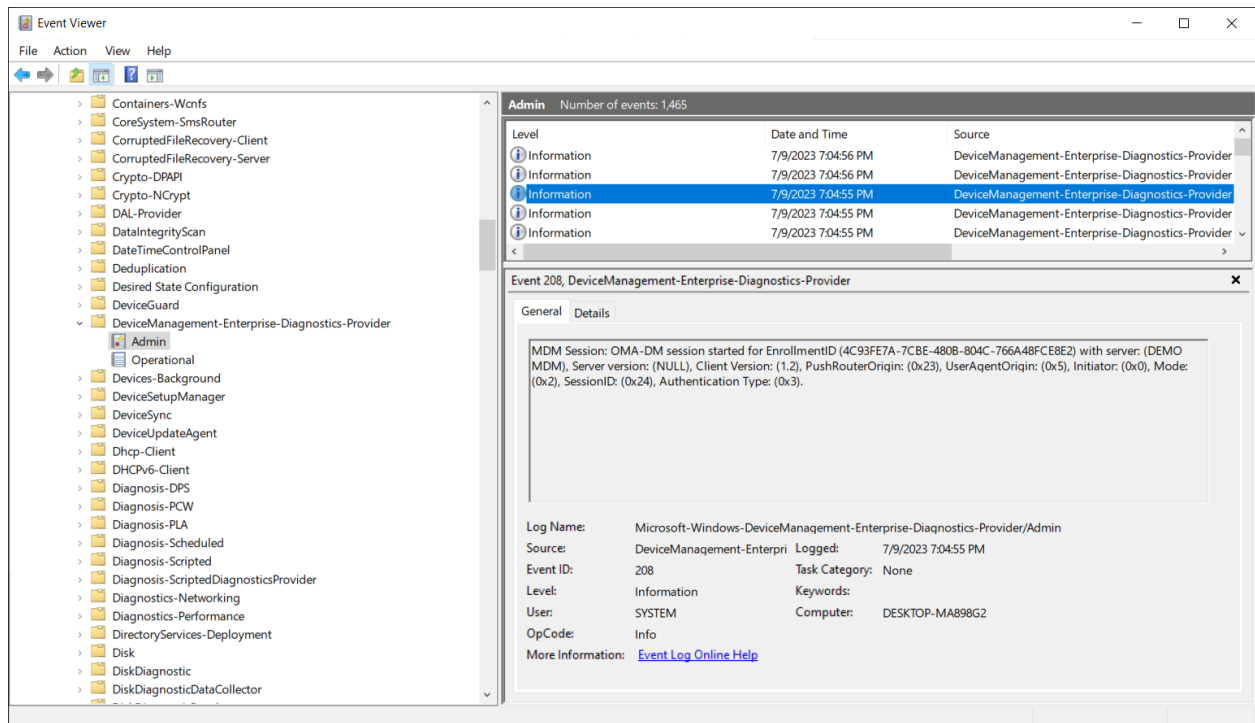 Event Viewer
File Action View Help
Containers-Wcnfs
CoreSystem-SmsRouter
CorruptedFileRecovery-Client
CorruptedFileRecovery-Server
Crypto-DPAPI
Crypto-NCrypt
DAL-Provider
DataIntegrityScan
DateTimeControlPanel
Deduplication
Desired State Configuration
DeviceGuard
DeviceManagement-Enterprise-Diagnostics-Provider
Admin
Operational
Devices-Background
DeviceSetupManager
DeviceSync
DeviceUpdateAgent
Dhcp-Client
DHCPv6-Client
Diagnosis-DPS
Diagnosis-PCW
Diagnosis-PLA
Diagnosis-Scheduled
Diagnosis-Scripted
Diagnosis-ScriptedDiagnosticsProvider
Diagnostics-Networking
Diagnostics-Performance
DirectoryServices-Deployment
Disk
DiskDiagnostic
DiskDiagnosticDataCollector
Admin Number of events: 1,465
Level Date and Time Source
Information 7/9/2023 7:04:56 PM DeviceManagement-Enterprise-Diagnostics-Provider
Information 7/9/2023 7:04:56 PM DeviceManagement-Enterprise-Diagnostics-Provider
Information 7/9/2023 7:04:55 PM DeviceManagement-Enterprise-Diagnostics-Provider
Information 7/9/2023 7:04:55 PM DeviceManagement-Enterprise-Diagnostics-Provider
Information 7/9/2023 7:04:55 PM DeviceManagement-Enterprise-Diagnostics-Provider
Event 208, DeviceManagement-Enterprise-Diagnostics-Provider
General Details
MDM Session: OMA-DM session started for EnrollmentID (4C93FE7A-7CBE-480B-804C-766A48FCE8E2) with server: (DEMO
MDM), Server version: (NULL), Client Version: (1.2), PushRouterOrigin: (0x23), UserAgentOrigin: (0x5), Initiator: (0x0), Mode:
(0x2), SessionID: (0x24), Authentication Type: (0x3).
Log Name: Microsoft-Windows-DeviceManagement-Enterprise-Diagnostics-Provider/Admin
Source: DeviceManagement-Enterpri Logged: 7/9/2023 7:04:55 PM
Event ID: 208 Task Category: None
Level: Information Keywords:
User: SYSTEM Computer: DESKTOP-MA898G2
OpCode: Info
More Information: Event Log Online Help